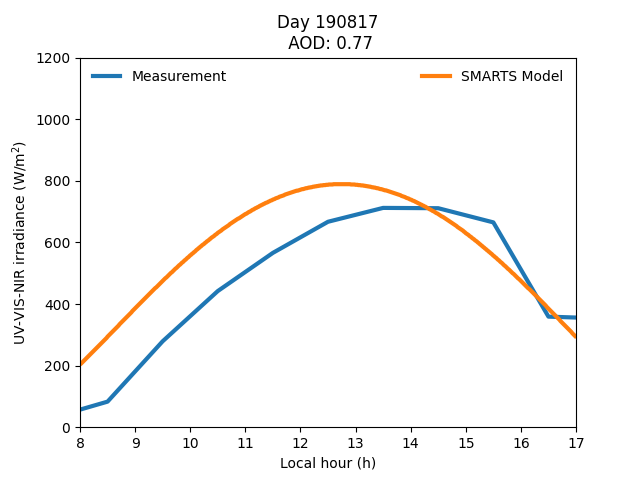 Day 190817
AOD: 0.77
Measurement
SMARTS Model
UV-VIS-NIR irradiance (W/m²)
1200
1000
800
600
400
200
0
8 9 10 11 12 13 14 15 16 17
Local hour (h)